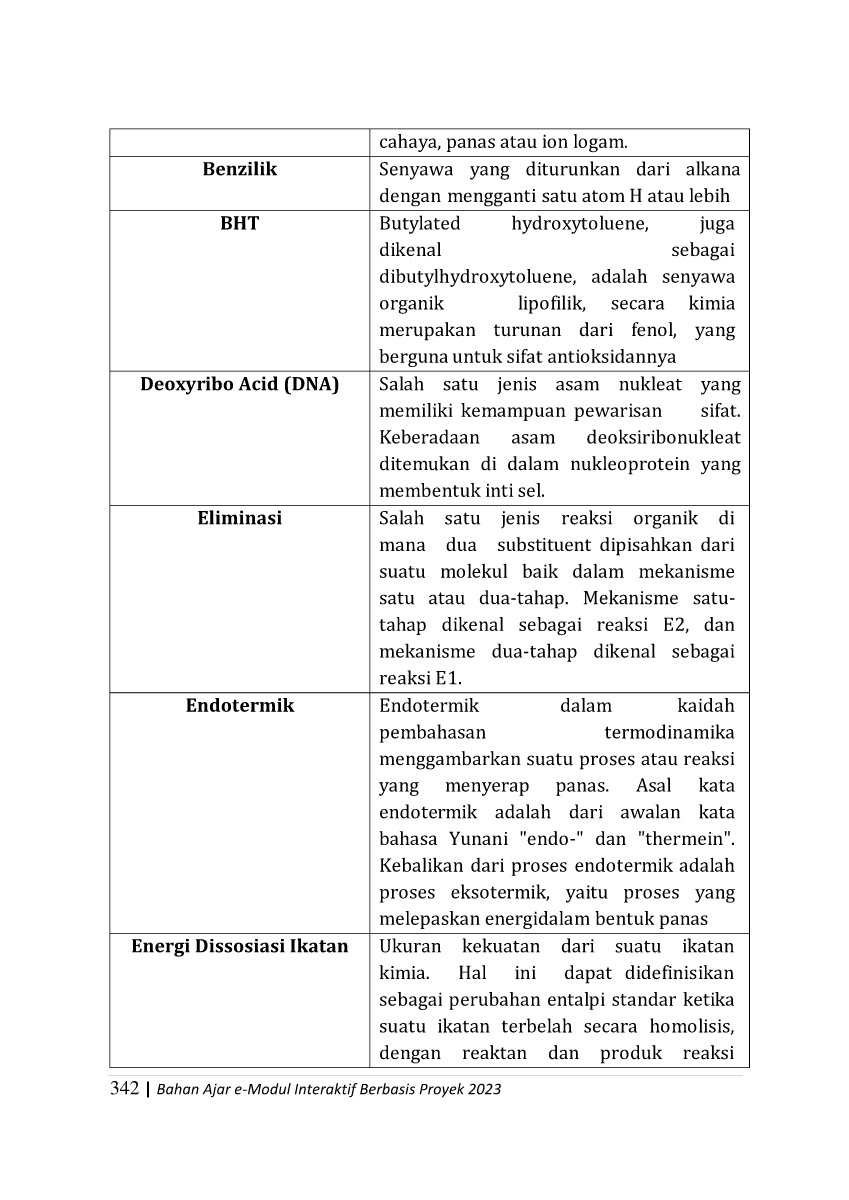 cahaya, panas atau ion logam.
Benzilik
Senyawa yang diturunkan dari alkana
dengan mengganti satu atom H atau lebih
BHT
Butylated hydroxytoluene, juga
dikenal sebagai
dibutylhydroxytoluene, adalah senyawa
organik lipofilik, secara kimia
merupakan turunan dari fenol, yang
berguna untuk sifat antioksidannya
Deoxyribo Acid (DNA)
Salah satu jenis asam nukleat yang
memiliki kemampuan pewarisan sifat.
Keberadaan asam deoksiribonukleat
ditemukan di dalam nukleoprotein yang
membentuk inti sel.
Eliminasi
Salah satu jenis reaksi organik di
mana dua substituent dipisahkan dari
suatu molekul baik dalam mekanisme
satu atau dua-tahap. Mekanisme satu-
tahap dikenal sebagai reaksi E2, dan
mekanisme dua-tahap dikenal sebagai
reaksi E1.
Endotermik
Endotermik dalam kaidah
pembahasan termodinamika
menggambarkan suatu proses atau reaksi
yang menyerap panas. Asal kata
endotermik adalah dari awalan kata
bahasa Yunani "endo-" dan "thermein".
Kebalikan dari proses endotermik adalah
proses eksotermik, yaitu proses yang
melepaskan energidalam bentuk panas
Energi Dissosiasi Ikatan
Ukuran kekuatan dari suatu ikatan
kimia. Hal ini dapat didefinisikan
sebagai perubahan entalpi standar ketika
suatu ikatan terbelah secara homolisis,
dengan reaktan dan produk reaksi
342 | Bahan Ajar e-Modul Interaktif Berbasis Proyek 2023